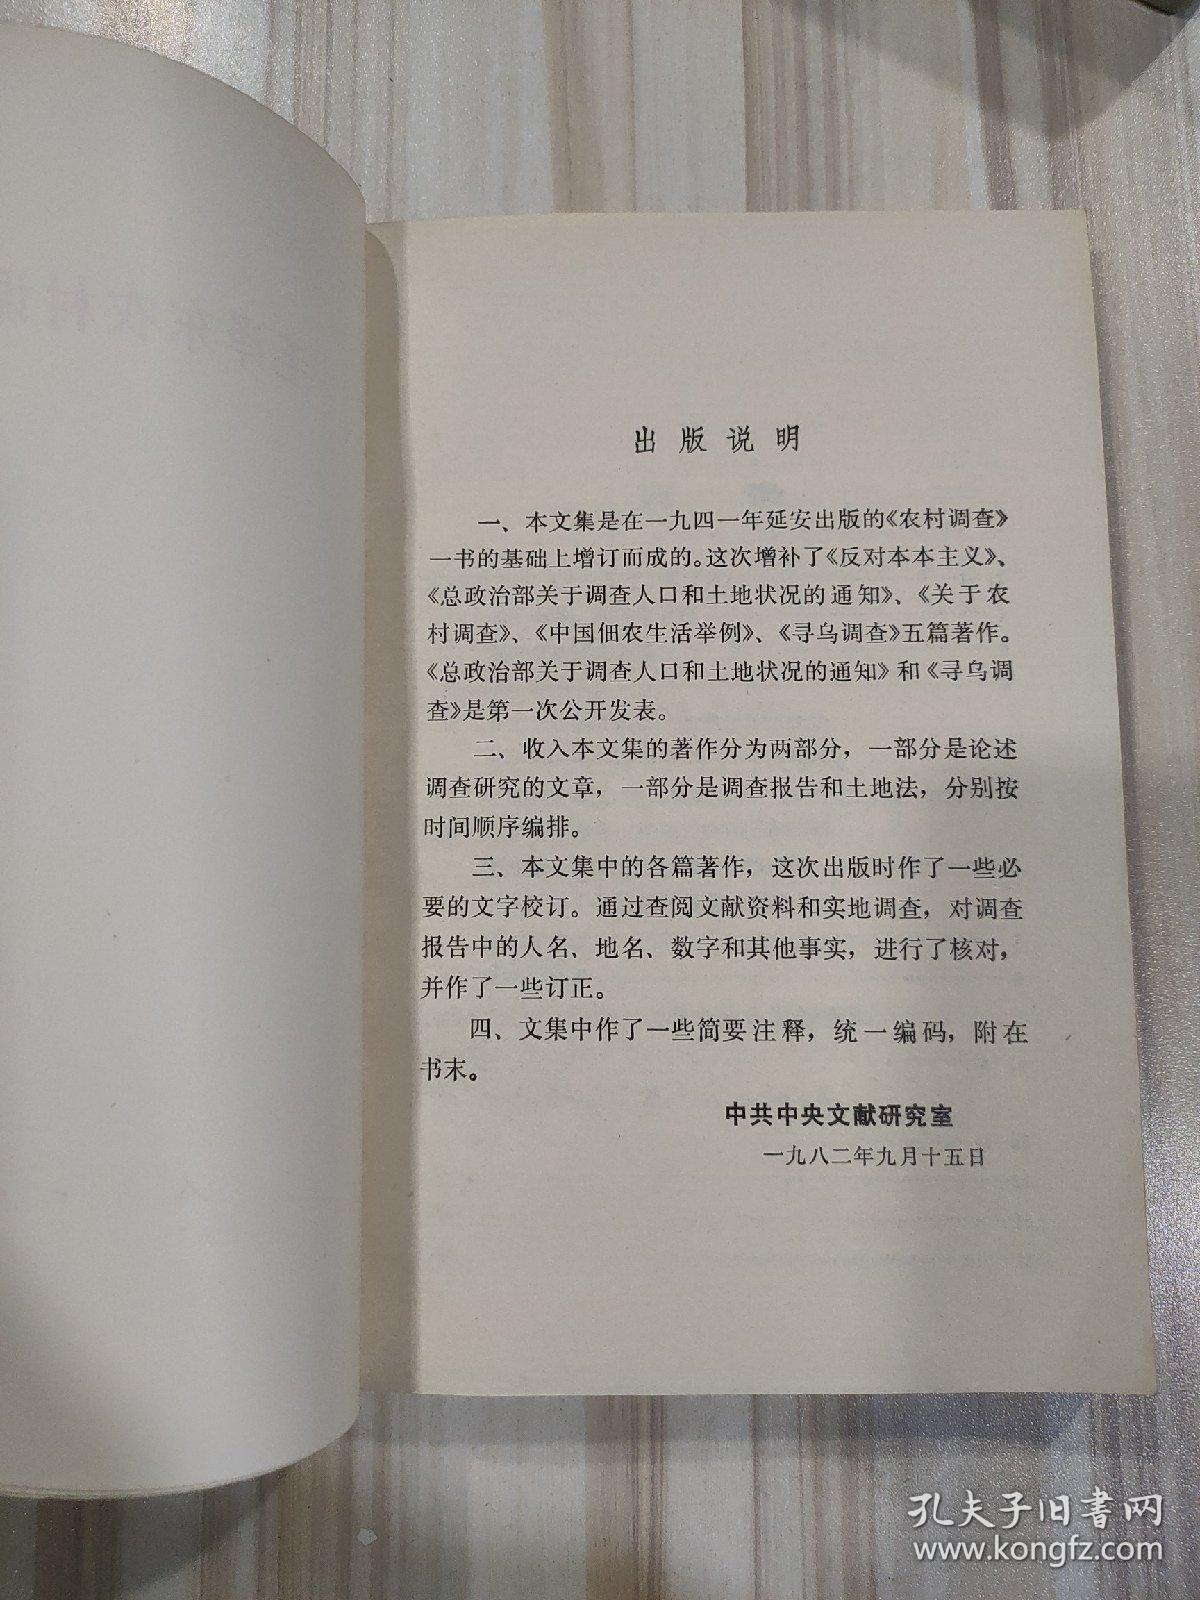 出版说明
一、本文集是在一九四一年延安出版的《农村调查》
一书的基础上增订而成的。这次增补了《反对本本主义》、
《总政治部关于调查人口和土地状况的通知》、《关于农
村调查》、《中国佃农生活举例》、《寻乌调查》五篇著作。
《总政治部关于调查人口和土地状况的通知》和《寻乌调
查》是第一次公开发表。
二、收入本文集的著作分为两部分，一部分是论述
调查研究的文章，一部分是调查报告和土地法，分别按
时间顺序编排。
三、本文集中的各篇著作，这次出版时作了一些必
要的文字校订。通过查阅文献资料和实地调查，对调查
报告中的人名、地名、数字和其他事实，进行了核对，
并作了一些订正。
四、文集中作了一些简要注释，统一编码，附在
书末。
中共中央文献研究室
一九八二年九月十五日
孔夫子旧書网
www.kongfz.com